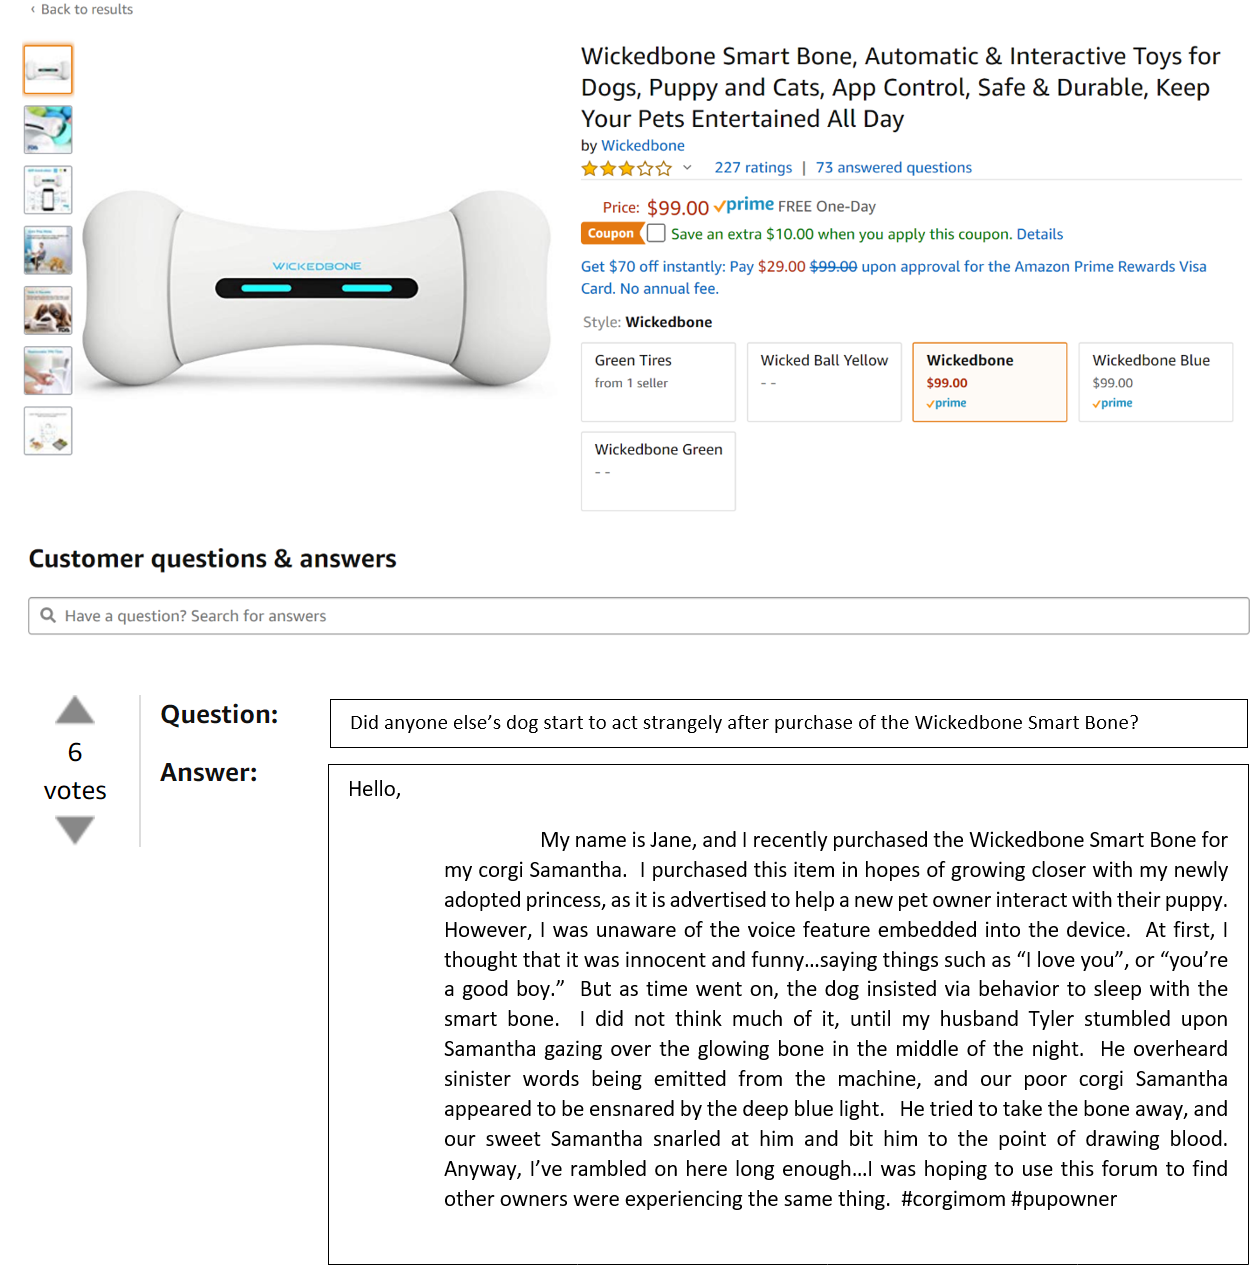 ‹ Back to results
Wickedbone Smart Bone, Automatic & Interactive Toys for
Dogs, Puppy and Cats, App Control, Safe & Durable, Keep
Your Pets Entertained All Day
by Wickedbone
227 ratings | 73 answered questions
Price: $99.00 prime FREE One-Day
Coupon Save an extra $10.00 when you apply this coupon. Details
Get $70 off instantly: Pay $29.00 $99.00 upon approval for the Amazon Prime Rewards Visa
Card. No annual fee.
Style: Wickedbone
Green Tires
from 1 seller
Wicked Ball Yellow
- -
Wickedbone
$99.00
prime
Wickedbone Blue
$99.00
prime
Wickedbone Green
- -
WICKEDBONE
Customer questions & answers
Have a question? Search for answers
6
votes
Question:
Did anyone else’s dog start to act strangely after purchase of the Wickedbone Smart Bone?
Answer:
Hello,
My name is Jane, and I recently purchased the Wickedbone Smart Bone for
my corgi Samantha.  I purchased this item in hopes of growing closer with my newly
adopted princess, as it is advertised to help a new pet owner interact with their puppy.
However, I was unaware of the voice feature embedded into the device.  At first, I
thought that it was innocent and funny…saying things such as “I love you”, or “you’re
a good boy.”  But as time went on, the dog insisted via behavior to sleep with the
smart bone.  I did not think much of it, until my husband Tyler stumbled upon
Samantha gazing over the glowing bone in the middle of the night.  He overheard
sinister words being emitted from the machine, and our poor corgi Samantha
appeared to be ensnared by the deep blue light.  He tried to take the bone away, and
our sweet Samantha snarled at him and bit him to the point of drawing blood.
Anyway, I’ve rambled on here long enough…I was hoping to use this forum to find
other owners were experiencing the same thing.  #corgimom #pupowner